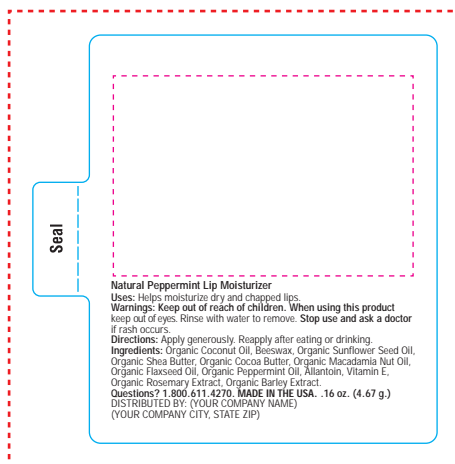 Seal
Natural Peppermint Lip Moisturizer
Uses: Helps moisturize dry and chapped lips.
Warnings: Keep out of reach of children. When using this product
keep out of eyes. Rinse with water to remove. Stop use and ask a doctor
if rash occurs.
Directions: Apply generously. Reapply after eating or drinking.
Ingredients: Organic Coconut Oil, Beeswax, Organic Sunflower Seed Oil,
Organic Shea Butter, Organic Cocoa Butter, Organic Macadamia Nut Oil,
Organic Flaxseed Oil, Organic Peppermint Oil, Allantoin, Vitamin E,
Organic Rosemary Extract, Organic Barley Extract.
Questions? 1.800.611.4270. MADE IN THE USA. .16 oz. (4.67 g.)
DISTRIBUTED BY: (YOUR COMPANY NAME)
(YOUR COMPANY CITY, STATE ZIP)